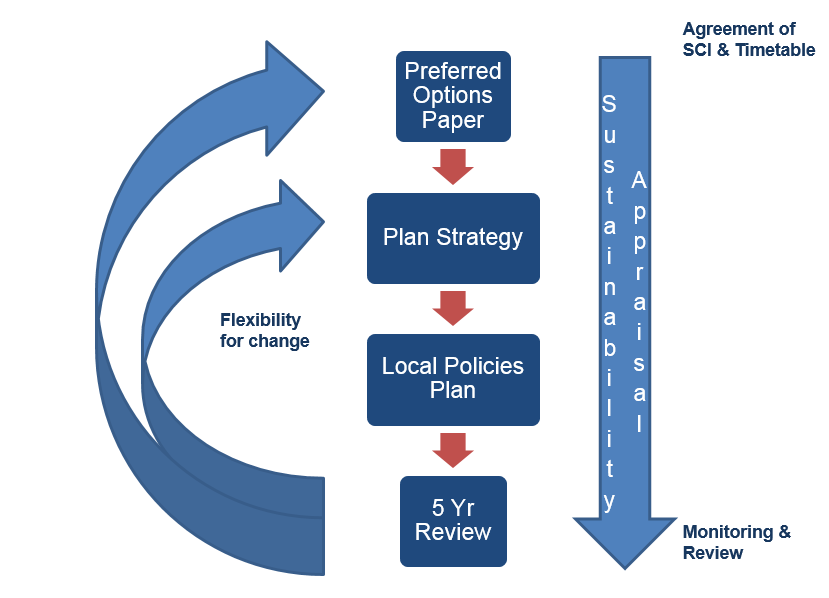 Agreement of
SCI & Timetable
Preferred
Options
Paper
Plan Strategy
Flexibility
for change
Local Policies
Plan
5 Yr
Review
Sustainability
Appraisal
Monitoring &
Review